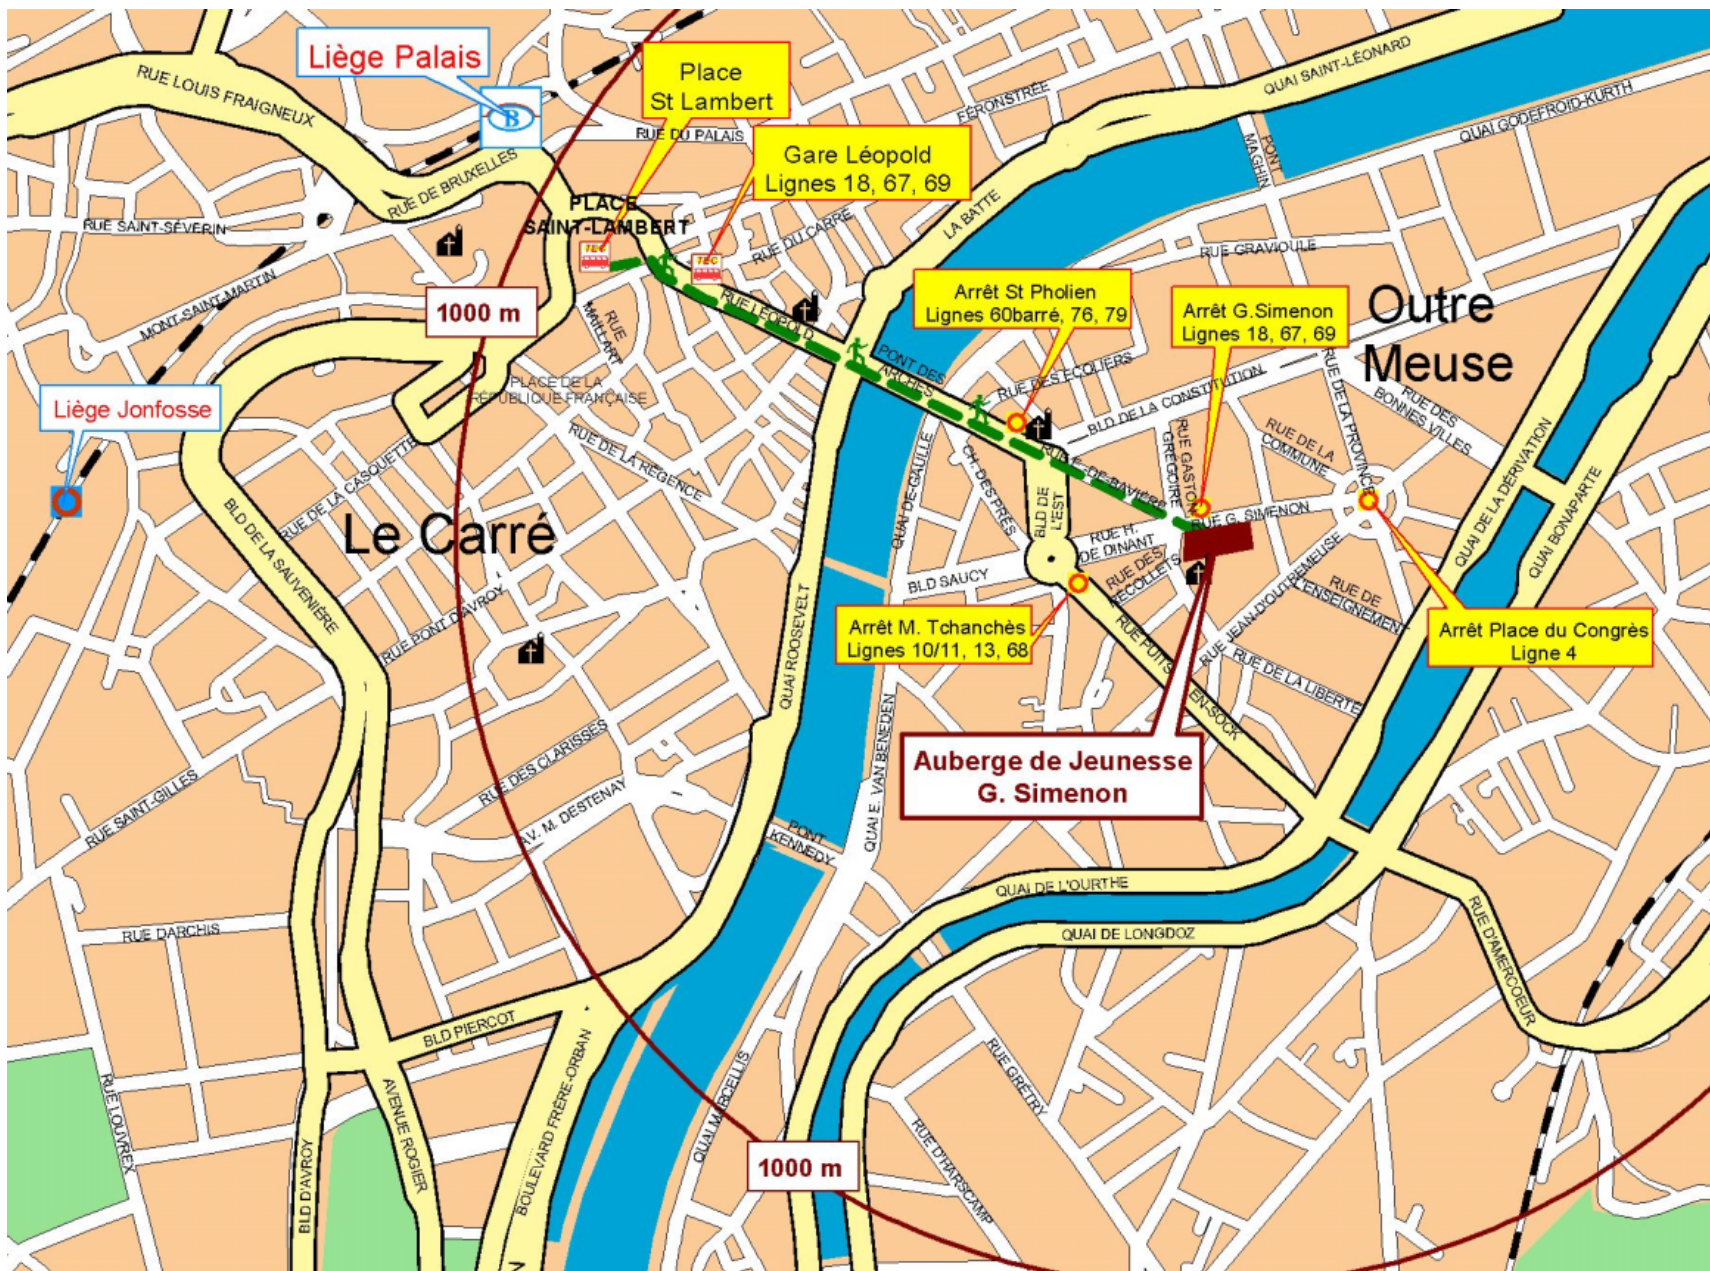 Liège Palais
B
Place
St Lambert
Gare Léopold
Lignes 18, 67, 69
RUE LOUIS FRAIGNEUX
RUE DU PALAIS
FÉRONSTRÉE
QUAI SAINT-LÉONARD
QUAI GODEFROID-KURTH
PONT
MAGHIN
RUE DE BRUXELLES
RUE SAINT-SÉVERIN
PLACE
SAINT-LAMBERT
TEC
TEC
RUE DU CARRÉ
LA BATTE
RUE GRAVIOULE
MONT-SAINT-MARTIN
1000 m
RUE
MAILLART
RUE LÉOPOLD
Arrêt St Pholien
Lignes 60barré, 76, 79
Arrêt G.Simenon
Lignes 18, 67, 69
Outre
Meuse
PONT DES
ARCHES
RUE DES ÉCOLIERS
BLD DE LA CONSTITUTION
RUE DE LA PROVINCE
RUE DES
BONNES VILLES
PLACE DE LA
RÉPUBLIQUE FRANÇAISE
Liège Jonfosse
RUE DE LA CASQUETTE
RUE DE LA RÉGENCE
Le Carré
QUAI DE GAULLE
CH. DES PRÉS
RUE E-DE-BAVIÈRE
RUE GASTON
GRÉGOIRE
RUE DE LA
COMMUNE
RUE G. SIMENON
BLD DE
L'EST
RUE H.
DE DINANT
RUE DES
RÉCOLLETS
BLD SAUCY
QUAI DE LA DÉRIVATION
QUAI BONAPARTE
BLD DE LA SAUVENIÈRE
RUE PONT D'AVROY
QUAI ROOSEVELT
Arrêt M. Tchanchès
Lignes 10/11, 13, 68
RUE JEAN-D'OUTREMEUSE
RUE DE
L'ENSEIGNEMENT
Arrêt Place du Congrès
Ligne 4
RUE PUITS-EN-SOCK
RUE DE LA LIBERTÉ
Auberge de Jeunesse
G. Simenon
RUE DES CLARISSES
AV. M. DESTENAY
RUE SAINT-GILLES
PONT
KENNEDY
QUAI E. VAN BENEDEN
QUAI DE L'OURTHE
QUAI DE LONGDOZ
RUE D'AMERCOEUR
RUE DARCHIS
BLD PIERCOT
RUE LOUVREX
BLD D'AVROY
AVENUE ROGIER
BOULEVARD FRÈRE-ORBAN
QUAI MARCELLIS
1000 m
RUE GRÉTRY
RUE D'HARSCAMP
N